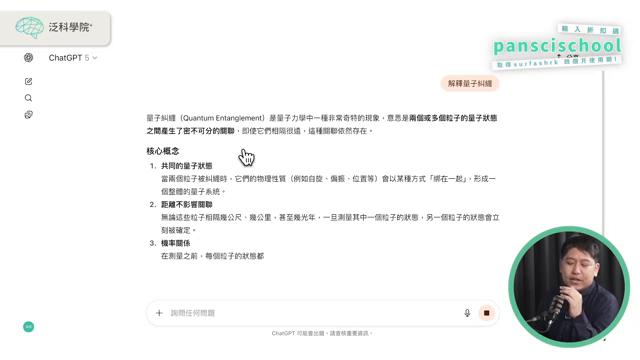 泛科學院
ChatGPT 5
輸入折扣碼
panscischool
解釋量子糾纏
量子糾纏（Quantum Entanglement）是量子力學中一種非常奇特的現象，意思是兩個或多個粒子的量子狀態
之間產生了密不可分的關聯，即使它們相隔很遠，這種關聯依然存在。
核心概念
1. 共同的量子狀態
當兩個粒子被糾纏時，它們的物理性質（例如自旋、偏振、位置等）會以某種方式「綁在一起」，形成一
個整體的量子系統。
2. 距離不影響關聯
無論這些粒子相隔幾公尺、幾公里，甚至幾光年，一旦測量其中一個粒子的狀態，另一個粒子的狀態會立
刻被確定。
3. 機率關係
在測量之前，每個粒子的狀態都
詢問任何問題
ChatGPT 可能會出錯。請查核重要資訊。